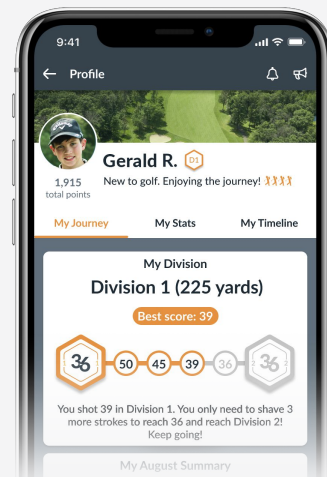 9:41
Profile
Gerald R. D1
1,915
total points
New to golf. Enjoying the journey!
My Journey My Stats My Timeline
My Division
Division 1 (225 yards)
Best score: 39
36 50 45 39 36 36
You shot 39 in Division 1. You only need to shave 3
more strokes to reach 36 and reach Division 2!
Keep going!
My August Summary